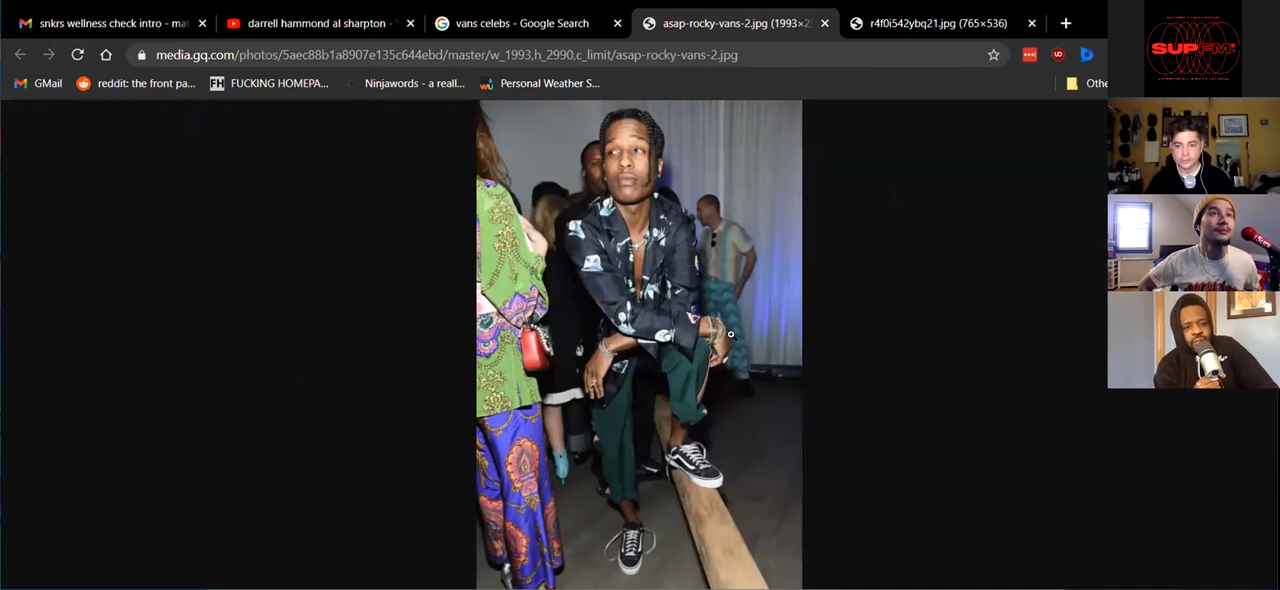 snkrs wellness check intro - ma
darrell hammond al sharpton -
vans celebs - Google Search
asap-rocky-vans-2.jpg (1993×2
r4f0i542ybq21.jpg (765×536)
media.gq.com/photos/5aec88b1a8907e135c644ebd/master/w_1993,h_2990,c_limit/asap-rocky-vans-2.jpg
GMail
reddit: the front pa...
FUCKING HOMEPA...
Ninjawords - a reall...
Personal Weather S...
Othe
SUPFM